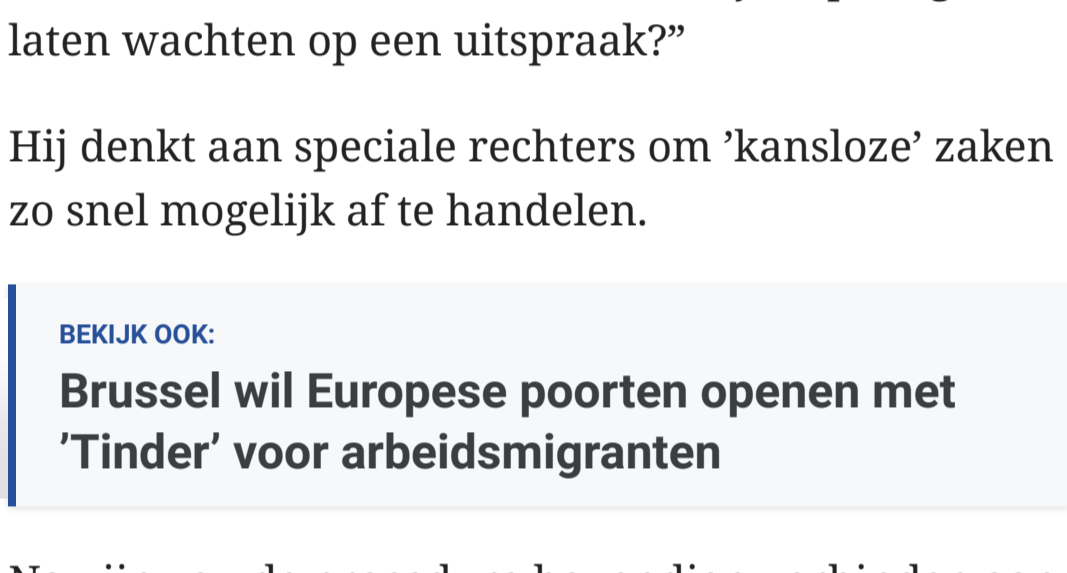 laten wachten op een uitspraak?”
Hij denkt aan speciale rechters om ’kansloze’ zaken
zo snel mogelijk af te handelen.
BEKIJK OOK:
Brussel wil Europese poorten openen met
’Tinder’ voor arbeidsmigranten